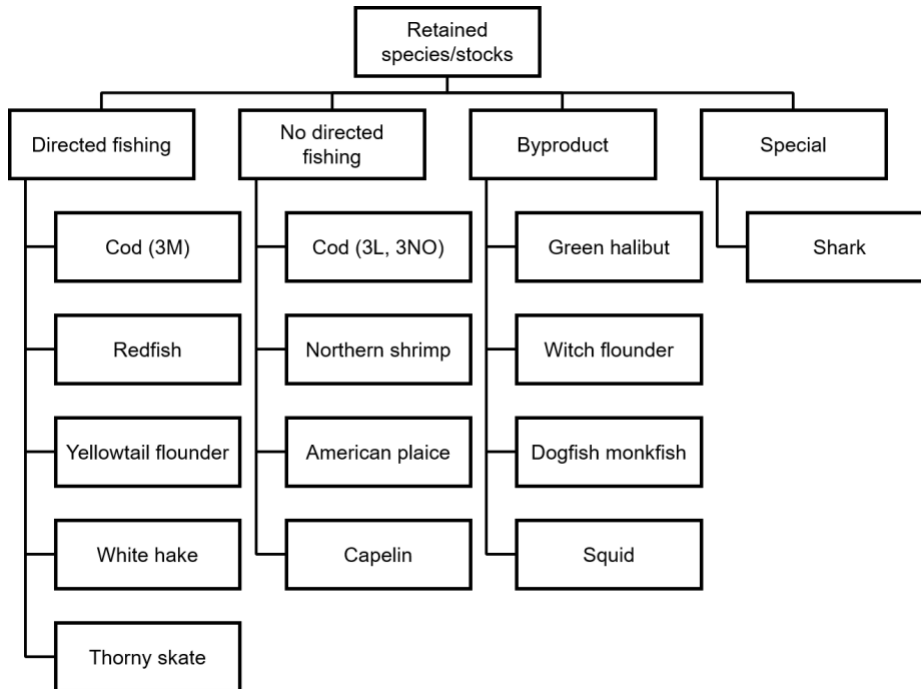 Retained
species/stocks
Directed fishing
No directed
fishing
Byproduct
Special
Cod (3M)
Cod (3L, 3NO)
Green halibut
Shark
Redfish
Northern shrimp
Witch flounder
Yellowtail flounder
American plaice
Dogfish monkfish
White hake
Capelin
Squid
Thorny skate